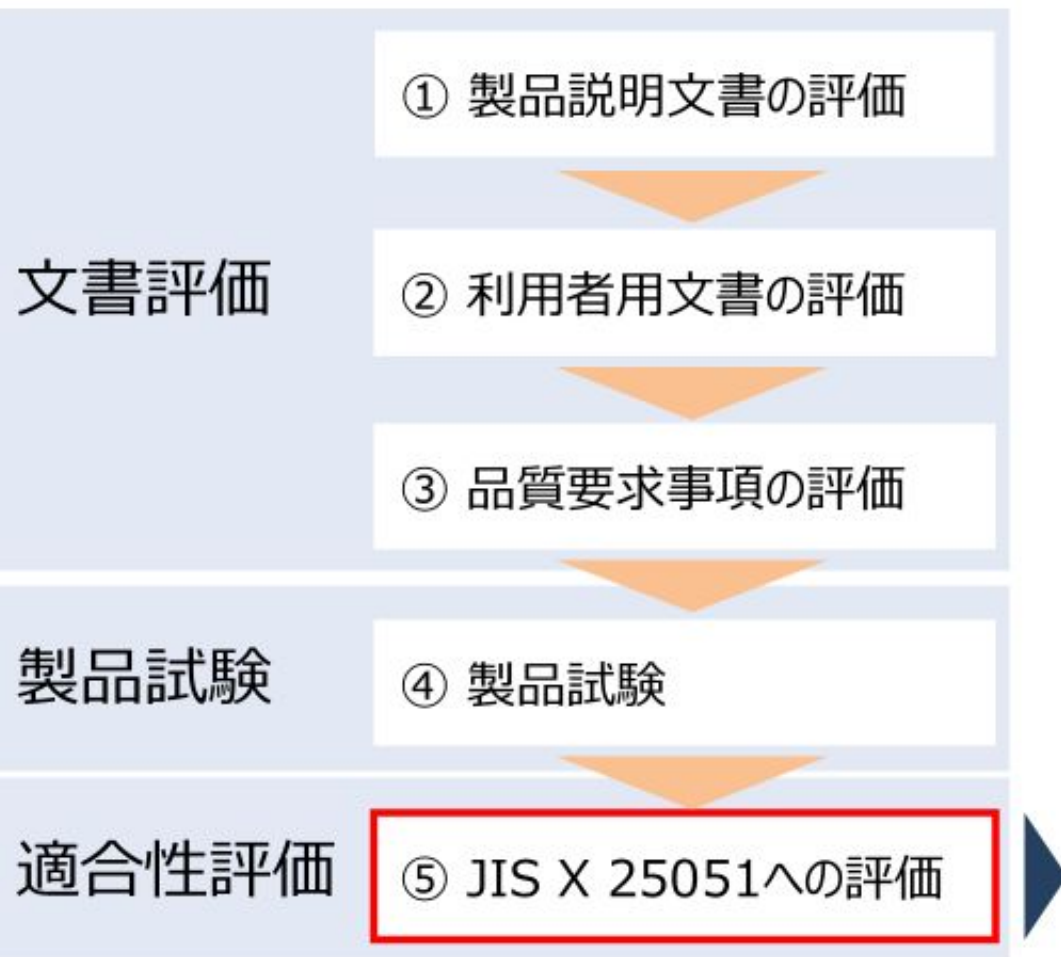 文書評価
① 製品説明文書の評価
② 利用者用文書の評価
③ 品質要求事項の評価
製品試験
④ 製品試験
適合性評価
⑤ JIS X 25051への評価